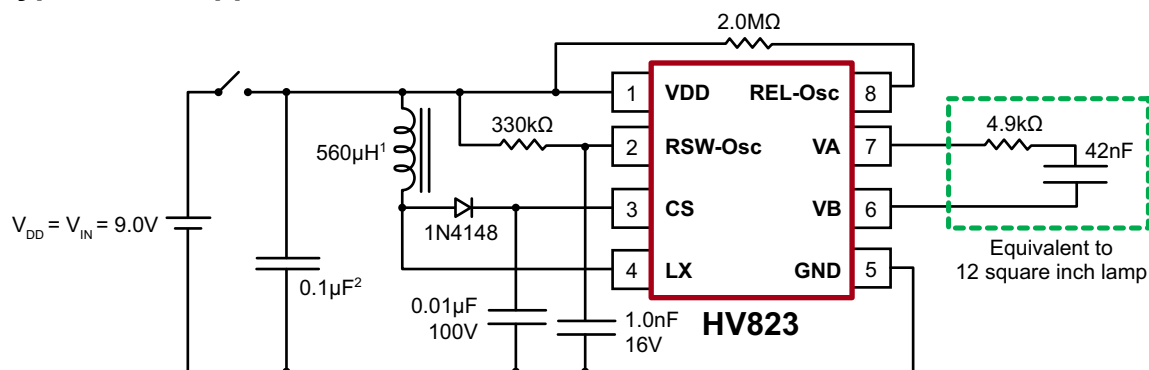 2.0MΩ
1 VDD REL-Osc 8
330kΩ
2 RSW-Osc VA 7
4.9kΩ
42nF
560µH¹
3 CS VB 6
1N4148
V_DD = V_IN = 9.0V
4 LX GND 5
Equivalent to
12 square inch lamp
0.1µF²
0.01µF
100V
1.0nF
16V
HV823